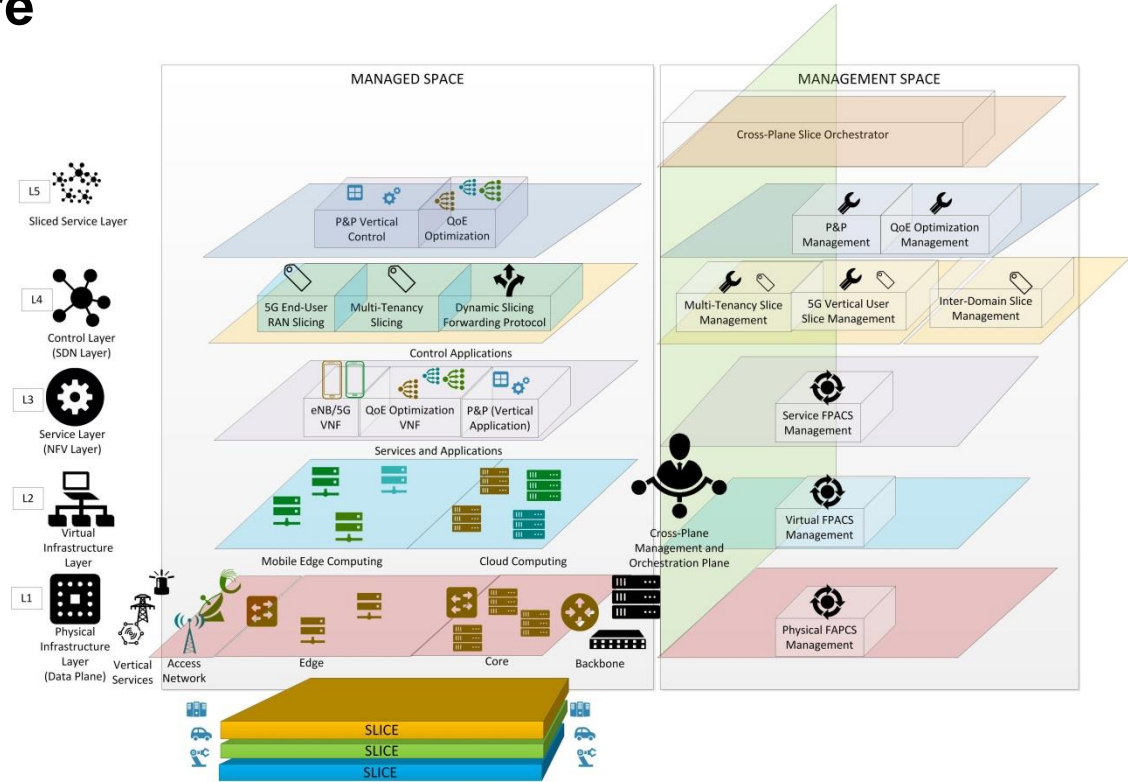 re
MANAGED SPACE
MANAGEMENT SPACE
Cross-Plane Slice Orchestrator
L5
Sliced Service Layer
P&P Vertical
Control
QoE
Optimization
P&P
Management
QoE Optimization
Management
L4
Control Layer
(SDN Layer)
5G End-User
RAN Slicing
Multi-Tenancy
Slicing
Dynamic Slicing
Forwarding Protocol
Control Applications
Multi-Tenancy Slice
Management
5G Vertical User
Slice Management
Inter-Domain Slice
Management
L3
Service Layer
(NFV Layer)
eNB/5G
VNF
QoE Optimization
VNF
P&P (Vertical
Application)
Services and Applications
Service FPACS
Management
L2
Virtual
Infrastructure
Layer
Mobile Edge Computing
Cloud Computing
Cross-Plane
Management and
Orchestration Plane
Virtual FPACS
Management
L1
Physical
Infrastructure
Layer
(Data Plane)
Vertical
Services
Access
Network
Edge
Core
Backbone
Physical FAPCS
Management
SLICE
SLICE
SLICE